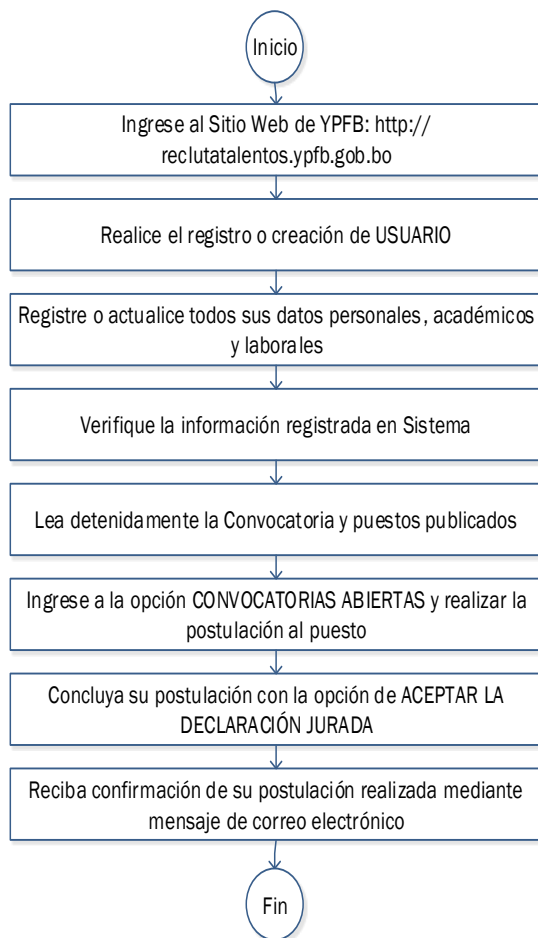 Inicio
Ingrese al Sitio Web de YPFB: http://
reclutatalentos.ypfb.gob.bo
Realice el registro o creación de USUARIO
Registre o actualice todos sus datos personales, académicos
y laborales
Verifique la información registrada en Sistema
Lea detenidamente la Convocatoria y puestos publicados
Ingrese a la opción CONVOCATORIAS ABIERTAS y realizar la
postulación al puesto
Concluya su postulación con la opción de ACEPTAR LA
DECLARACIÓN JURADA
Reciba confirmación de su postulación realizada mediante
mensaje de correo electrónico
Fin